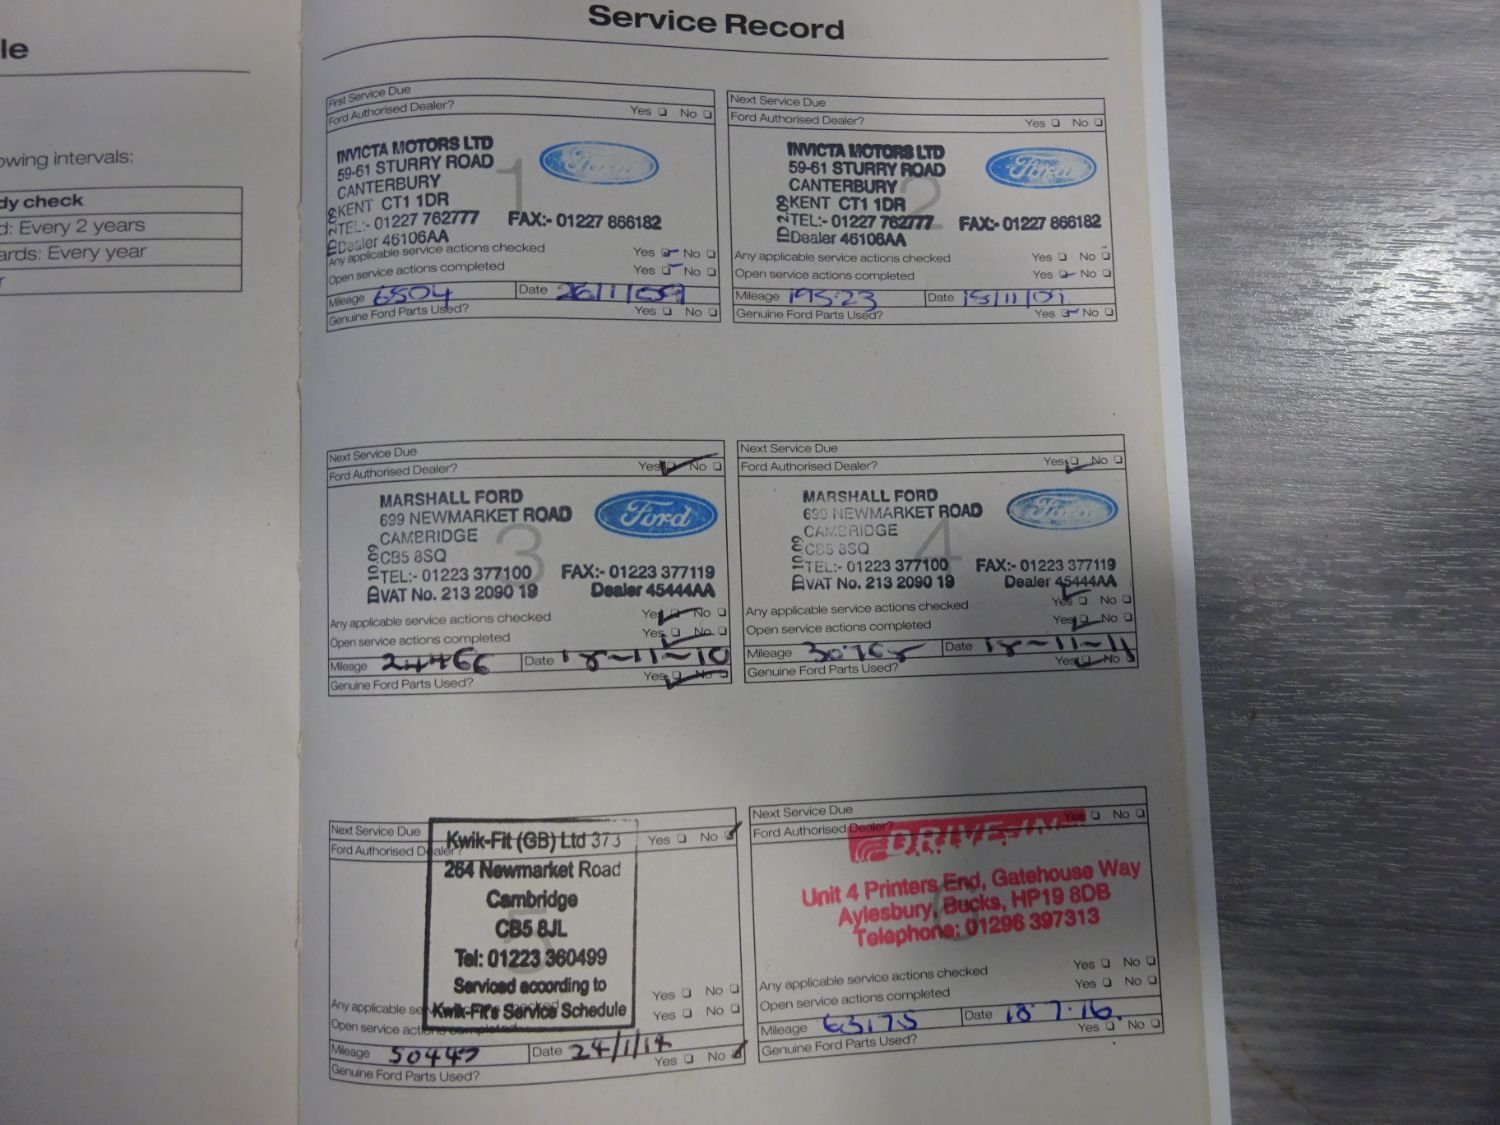 le
Service Record
owing intervals:
dy check
d: Every 2 years
ards: Every year
r
First Service Due
Ford Authorised Dealer? Yes No
INVICTA MOTORS LTD
59-61 STURRY ROAD
CANTERBURY
KENT CT1 1DR
TEL:- 01227 762777 FAX:- 01227 866182
Dealer 46106AA
Ford
1
Any applicable service actions checked Yes No
Open service actions completed Yes No
Mileage 6504 Date
Genuine Ford Parts Used? Yes No
Next Service Due
Ford Authorised Dealer? Yes No
INVICTA MOTORS LTD
59-61 STURRY ROAD
CANTERBURY
KENT CT1 1DR
TEL:- 01227 762777 FAX:- 01227 866182
Dealer 46106AA
Ford
2
Any applicable service actions checked Yes No
Open service actions completed Yes No
Mileage 19523 Date
Genuine Ford Parts Used? Yes No
Next Service Due
Ford Authorised Dealer? Yes No
MARSHALL FORD
699 NEWMARKET ROAD
CAMBRIDGE
CB5 8SQ
TEL:- 01223 377100 FAX:- 01223 377119
VAT No. 213 2090 19 Dealer 45444AA
Ford
3
Any applicable service actions checked Yes No
Open service actions completed Yes No
Mileage 24466 Date 18-11-10
Genuine Ford Parts Used? Yes No
Next Service Due
Ford Authorised Dealer? Yes No
MARSHALL FORD
699 NEWMARKET ROAD
CAMBRIDGE
CB5 8SQ
TEL:- 01223 377100 FAX:- 01223 377119
VAT No. 213 2090 19 Dealer 45444AA
Ford
4
Any applicable service actions checked Yes No
Open service actions completed Yes No
Mileage Date 18-11-11
Genuine Ford Parts Used? Yes No
Next Service Due
Ford Authorised Dealer? Yes No
Kwik-Fit (GB) Ltd 373
264 Newmarket Road
Cambridge
CB5 8JL
Tel: 01223 360499
Serviced according to
Kwik-Fit's Service Schedule
5
Any applicable service actions checked Yes No
Open service actions completed Yes No
Mileage 50447 Date 24/1/14
Genuine Ford Parts Used? Yes No
Next Service Due
Ford Authorised Dealer? Yes No
DRIVE-IN
Unit 4 Printers End, Gatehouse Way
Aylesbury, Bucks, HP19 8DB
Telephone: 01296 397313
6
Any applicable service actions checked Yes No
Open service actions completed Yes No
Mileage 63175 Date 18.7.16.
Genuine Ford Parts Used? Yes No